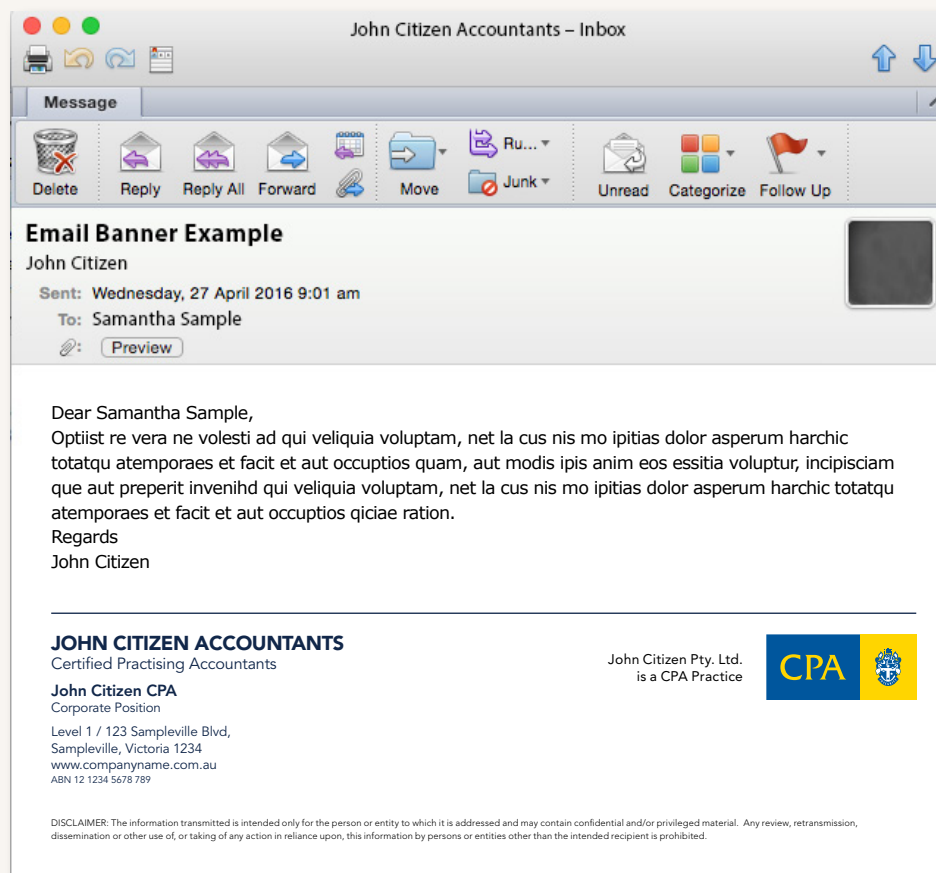 John Citizen Accountants – Inbox
Message
Delete
Reply
Reply All
Forward
Move
Ru...
Junk
Unread
Categorize
Follow Up
Email Banner Example
John Citizen
Sent: Wednesday, 27 April 2016 9:01 am
To: Samantha Sample
: Preview
Dear Samantha Sample,
Optiist re vera ne volesti ad qui veliquia voluptam, net la cus nis mo ipitias dolor asperum harchic
totatqu atemporaes et facit et aut occuptios quam, aut modis ipis anim eos essitia voluptur, incipisciam
que aut preperit invenihd qui veliquia voluptam, net la cus nis mo ipitias dolor asperum harchic totatqu
atemporaes et facit et aut occuptios qiciae ration.
Regards
John Citizen
JOHN CITIZEN ACCOUNTANTS
Certified Practising Accountants
John Citizen CPA
Corporate Position
Level 1 / 123 Sampleville Blvd,
Sampleville, Victoria 1234
www.companyname.com.au
ABN 12 1234 5678 789
John Citizen Pty. Ltd.
is a CPA Practice
CPA
DISCLAIMER: The information transmitted is intended only for the person or entity to which it is addressed and may contain confidential and/or privileged material. Any review, retransmission,
dissemination or other use of, or taking of any action in reliance upon, this information by persons or entities other than the intended recipient is prohibited.